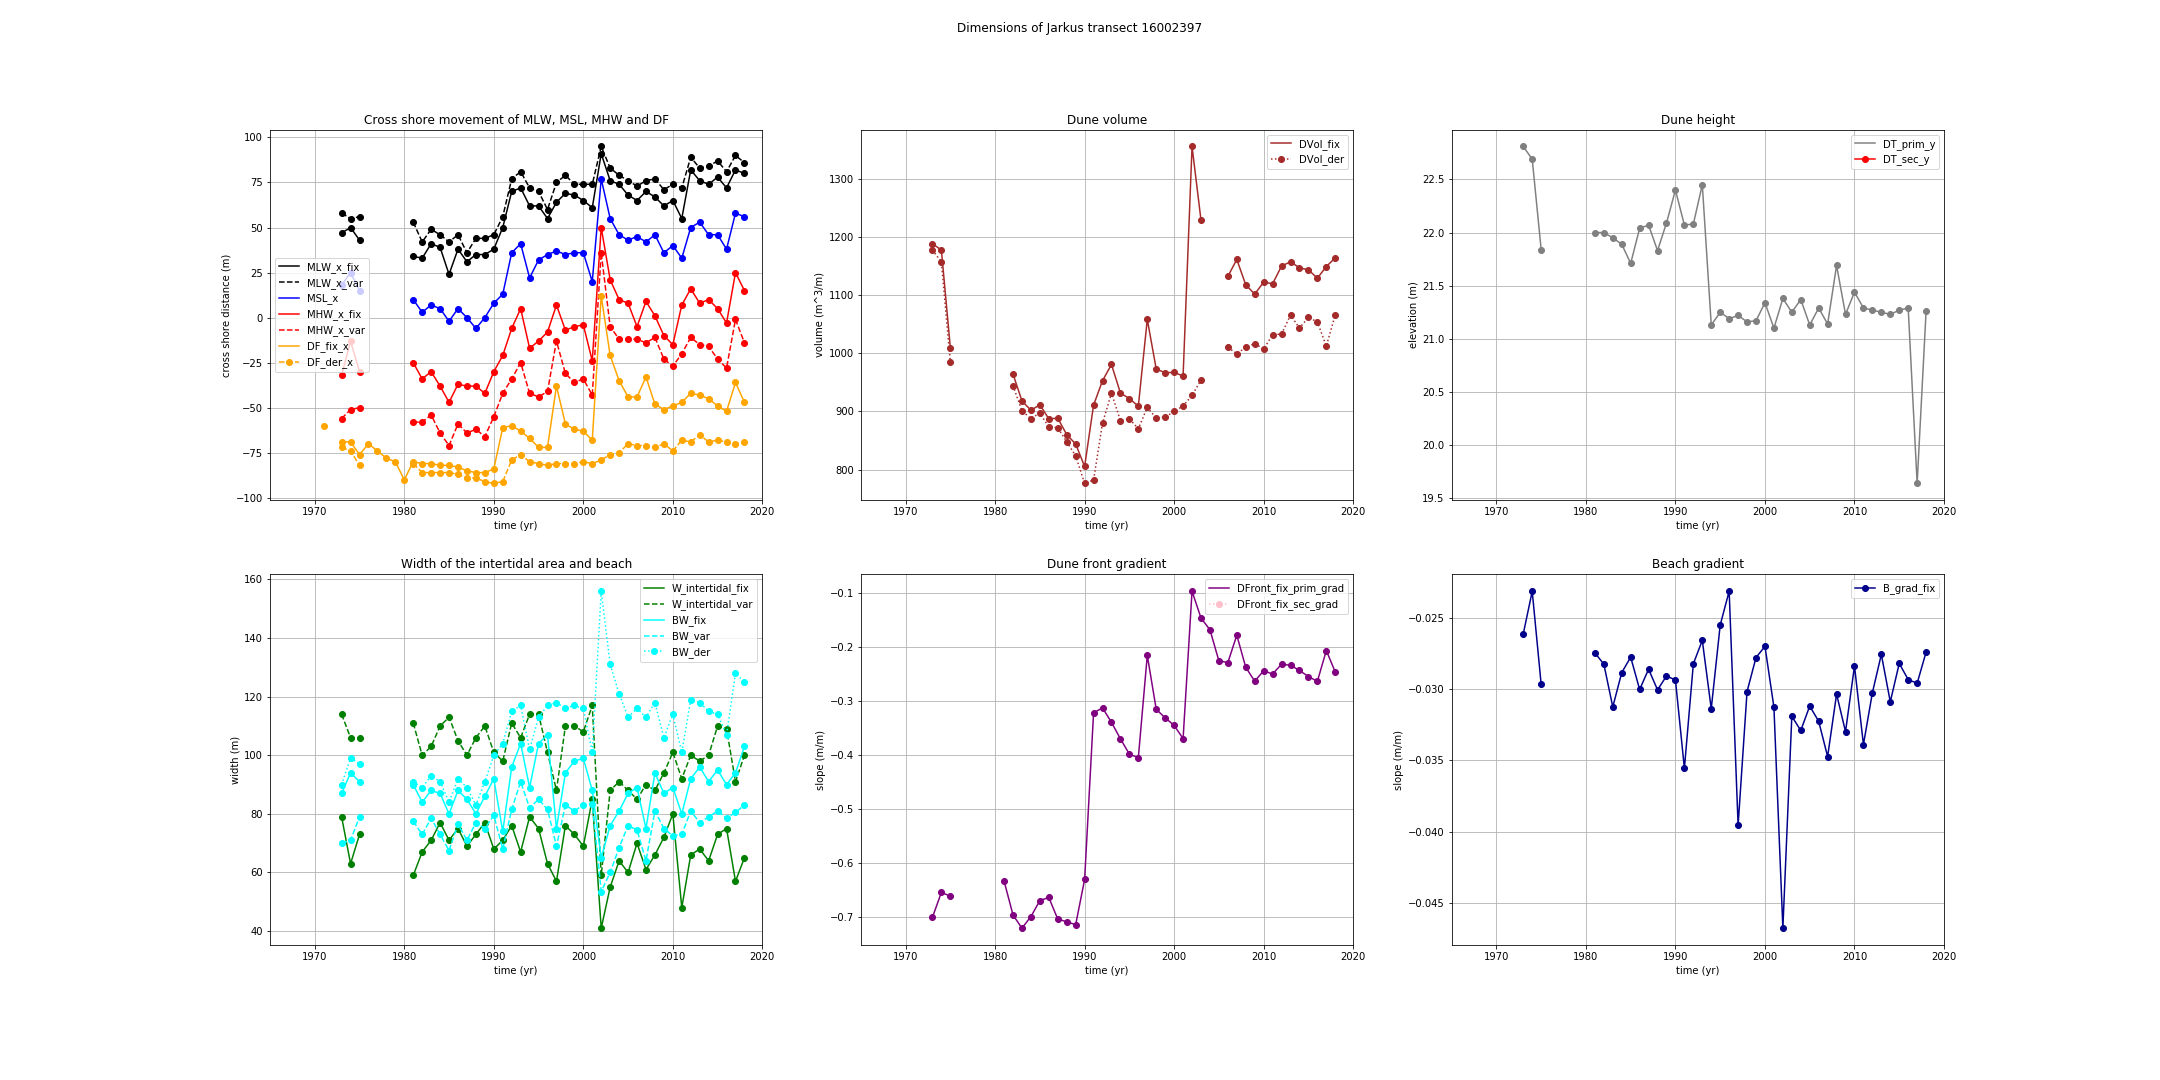 Dimensions of Jarkus transect 16002397
Cross shore movement of MLW, MSL, MHW and DF
100
75
50
25
0
−25
−50
−75
−100
cross shore distance (m)
MLW_x_fix
MLW_x_var
MSL_x
MHW_x_fix
MHW_x_var
DF_fix_x
DF_der_x
1970 1980 1990 2000 2010 2020
time (yr)
Dune volume
1300
1200
1100
1000
900
800
volume (m^3/m)
DVol_fix
DVol_der
1970 1980 1990 2000 2010 2020
time (yr)
Dune height
22.5
22.0
21.5
21.0
20.5
20.0
19.5
elevation (m)
DT_prim_y
DT_sec_y
1970 1980 1990 2000 2010 2020
time (yr)
Width of the intertidal area and beach
160
140
120
100
80
60
40
width (m)
W_intertidal_fix
W_intertidal_var
BW_fix
BW_var
BW_der
1970 1980 1990 2000 2010 2020
time (yr)
Dune front gradient
−0.1
−0.2
−0.3
−0.4
−0.5
−0.6
−0.7
slope (m/m)
DFront_fix_prim_grad
DFront_fix_sec_grad
1970 1980 1990 2000 2010 2020
time (yr)
Beach gradient
−0.025
−0.030
−0.035
−0.040
−0.045
slope (m/m)
B_grad_fix
1970 1980 1990 2000 2010 2020
time (yr)